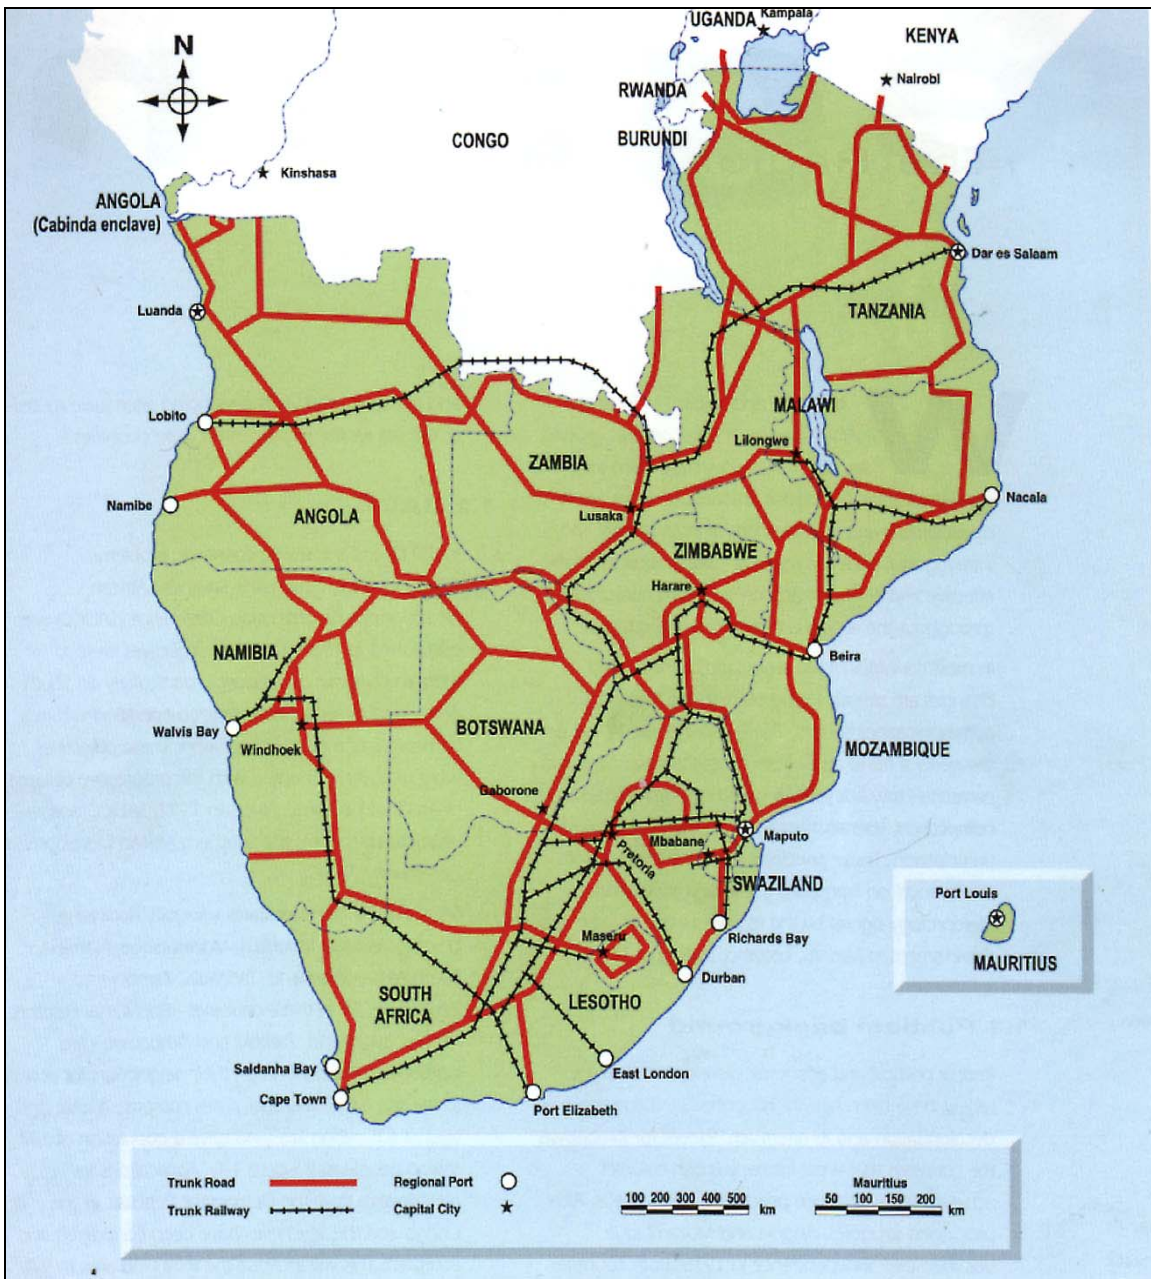 UGANDA
Kampala
KENYA
N
Nairobi
RWANDA
CONGO
BURUNDI
Kinshasa
ANGOLA
(Cabinda enclave)
Dar es Salaam
Luanda
TANZANIA
Lobito
MALAWI
Lilongwe
ZAMBIA
Namibe
ANGOLA
Lusaka
Nacala
ZIMBABWE
Harare
NAMIBIA
Beira
Walvis Bay
Windhoek
BOTSWANA
MOZAMBIQUE
Gaborone
Mbabane
Maputo
Pretoria
SWAZILAND
Port Louis
Maseru
Richards Bay
MAURITIUS
Durban
SOUTH
AFRICA
LESOTHO
Saldanha Bay
East London
Cape Town
Port Elizabeth
Trunk Road
Regional Port
Mauritius
Trunk Railway
Capital City
100 200 300 400 500
km
50 100 150 200
km